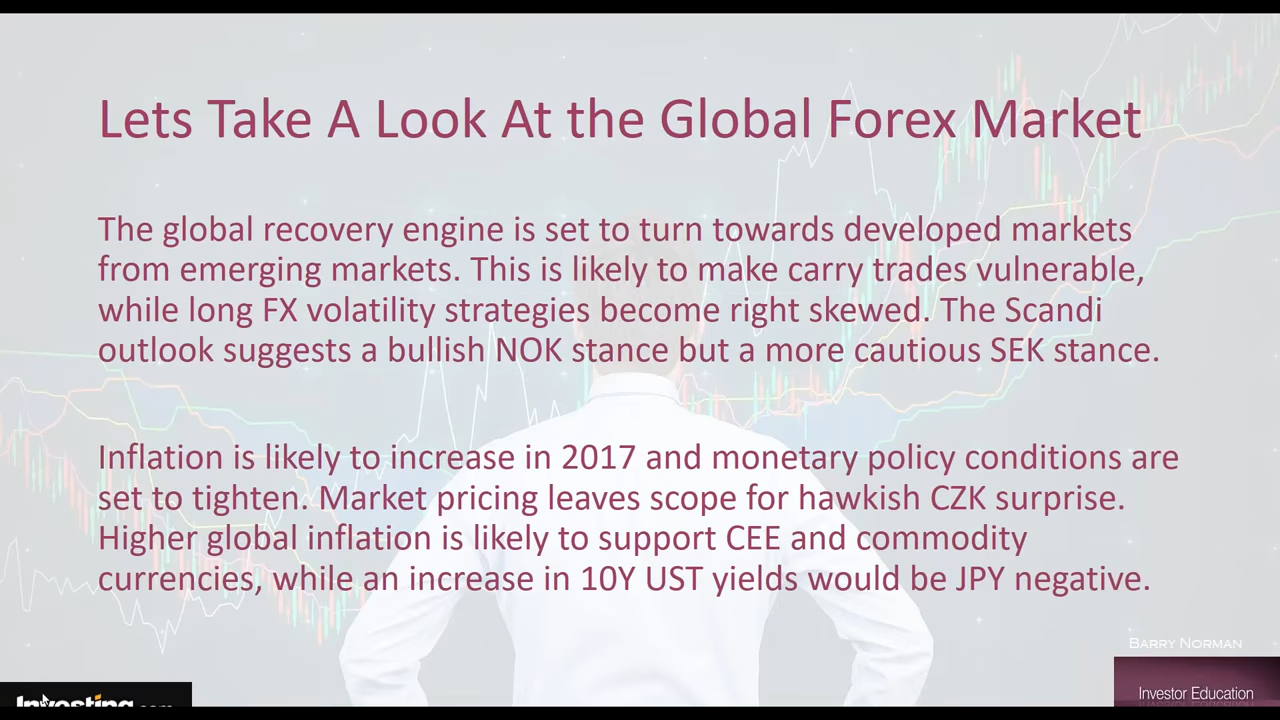 Lets Take A Look At the Global Forex Market
The global recovery engine is set to turn towards developed markets
from emerging markets. This is likely to make carry trades vulnerable,
while long FX volatility strategies become right skewed. The Scandi
outlook suggests a bullish NOK stance but a more cautious SEK stance.
Inflation is likely to increase in 2017 and monetary policy conditions are
set to tighten. Market pricing leaves scope for hawkish CZK surprise.
Higher global inflation is likely to support CEE and commodity
currencies, while an increase in 10Y UST yields would be JPY negative.
Barry Norman
Investing.com
Investor Education